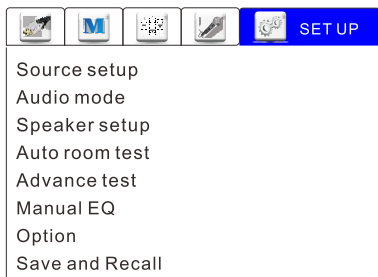 M
SET UP
Source setup
Audio mode
Speaker setup
Auto room test
Advance test
Manual EQ
Option
Save and Recall